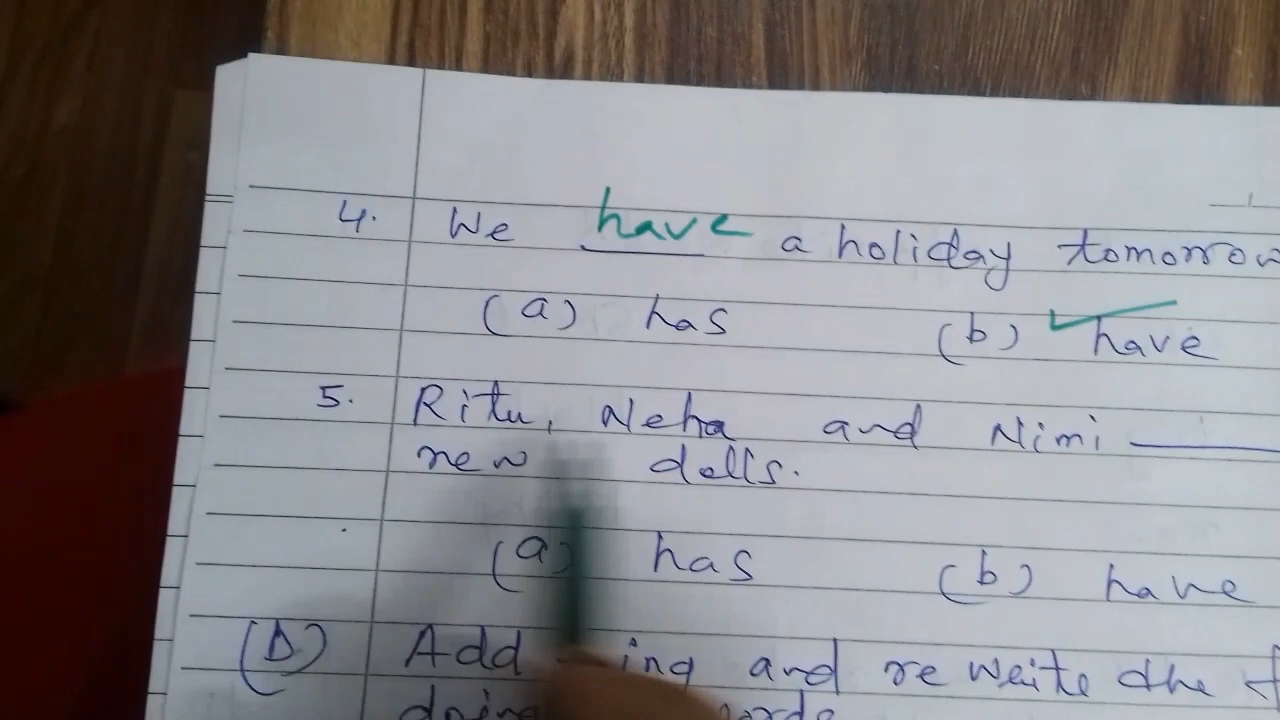 4. We have a holiday tomorrow
(a) has (b) have
5. Ritu, Neha and Nimi ____
new dolls.
(a) has (b) have
(D) Add ing and rewrite the